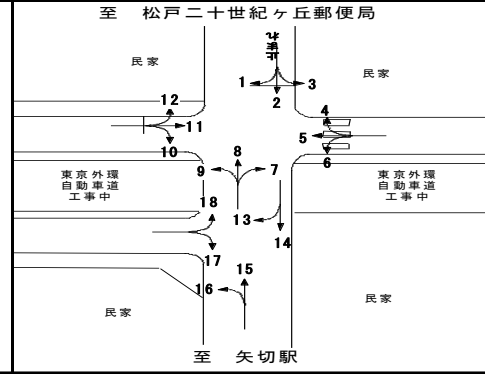 至 松戸二十世紀ヶ丘郵便局
止まれ
民家
民家
1
3
2
12
4
11
5
10
6
8
9
7
東京外環
自動車道
工事中
東京外環
自動車道
工事中
18
13
14
17
15
16
民家
民家
至 矢切駅